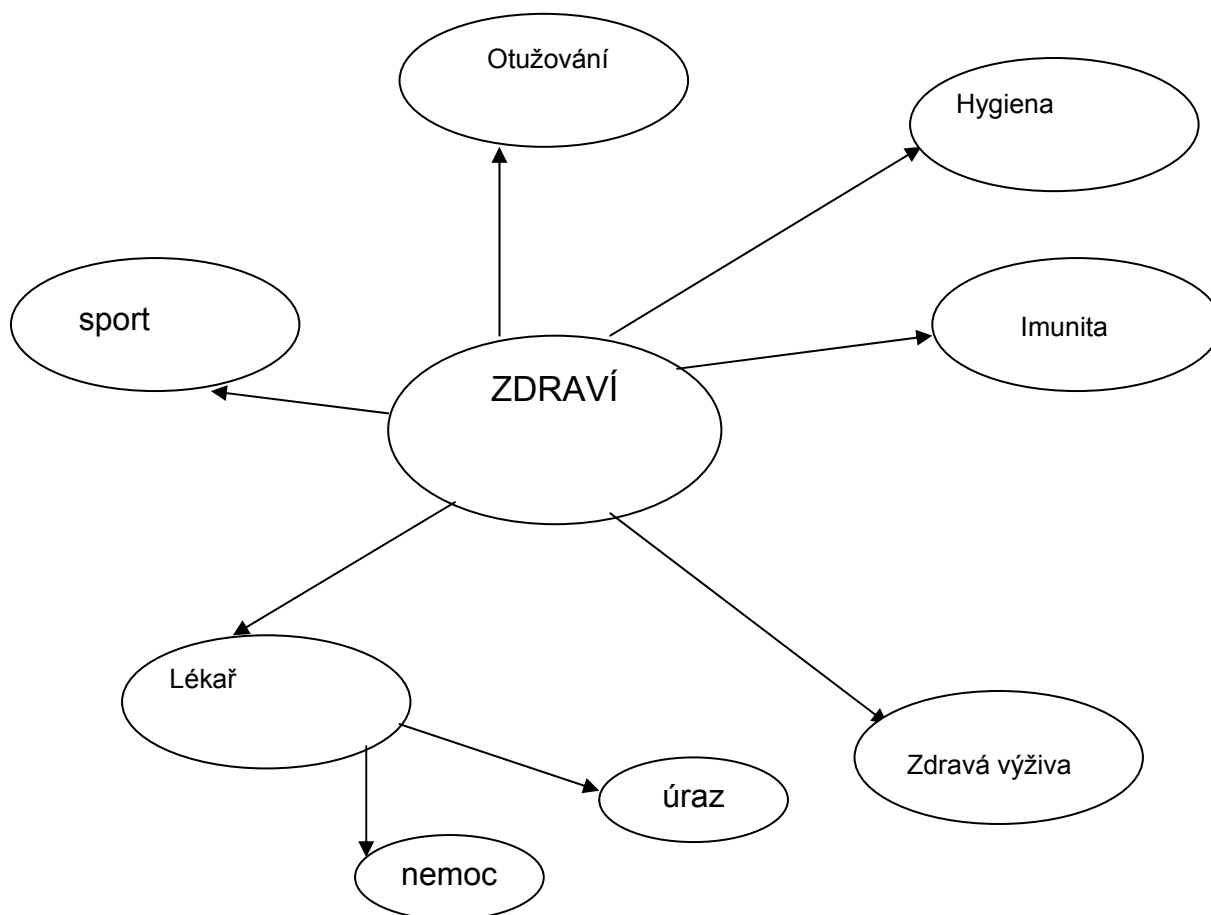 Otužování
Hygiena
sport
Imunita
ZDRAVÍ
Lékař
Zdravá výživa
úraz
nemoc